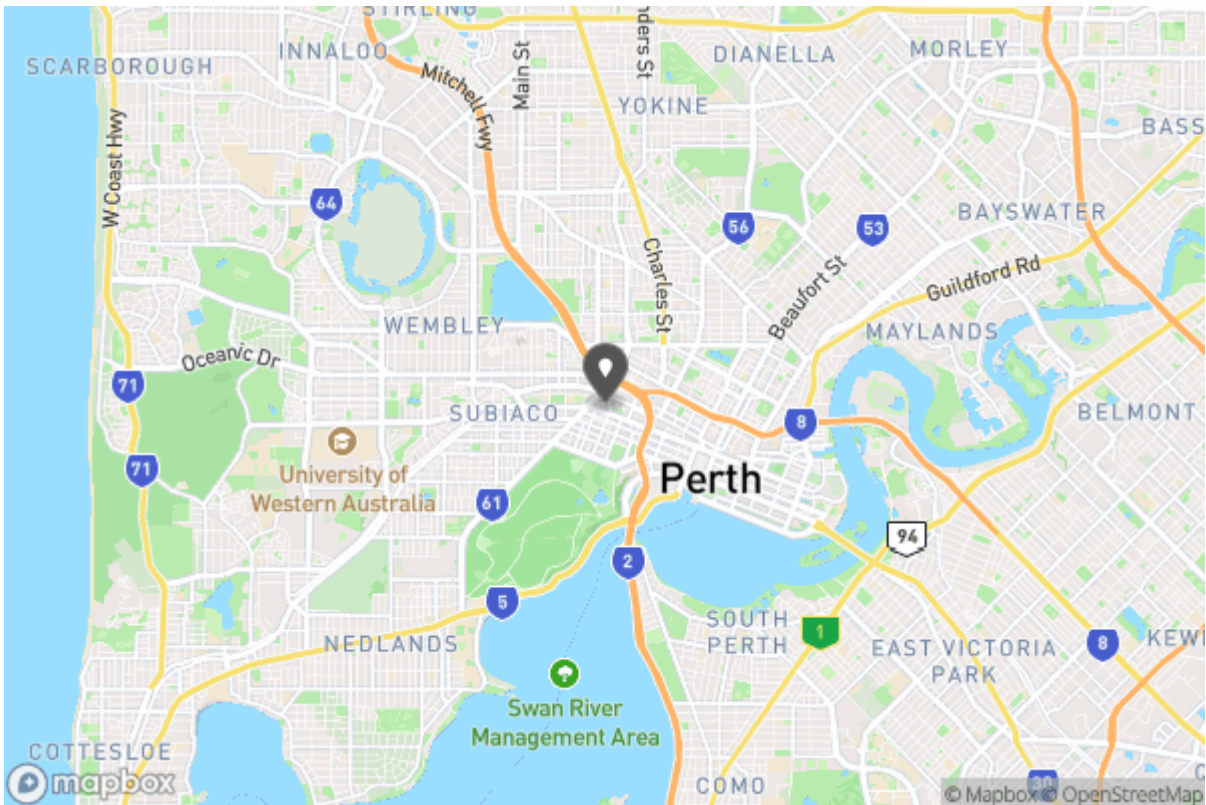 STIRLING
INNALOO
SCARBOROUGH
Mitchell Fwy
Main St
nders St
DIANELLA
MORLEY
YOKINE
BASS
W Coast Hwy
64
56
53
BAYSWATER
Charles St
Beaufort St
Guildford Rd
WEMBLEY
MAYLANDS
Oceanic Dr
71
SUBIACO
8
BELMONT
71
University of
Western Australia
61
Perth
94
2
5
NEDLANDS
SOUTH
PERTH
1
EAST VICTORIA
PARK
8
KEW
Swan River
Management Area
COTTESLOE
COMO
30
C
mapbox
© Mapbox © OpenStreetMap